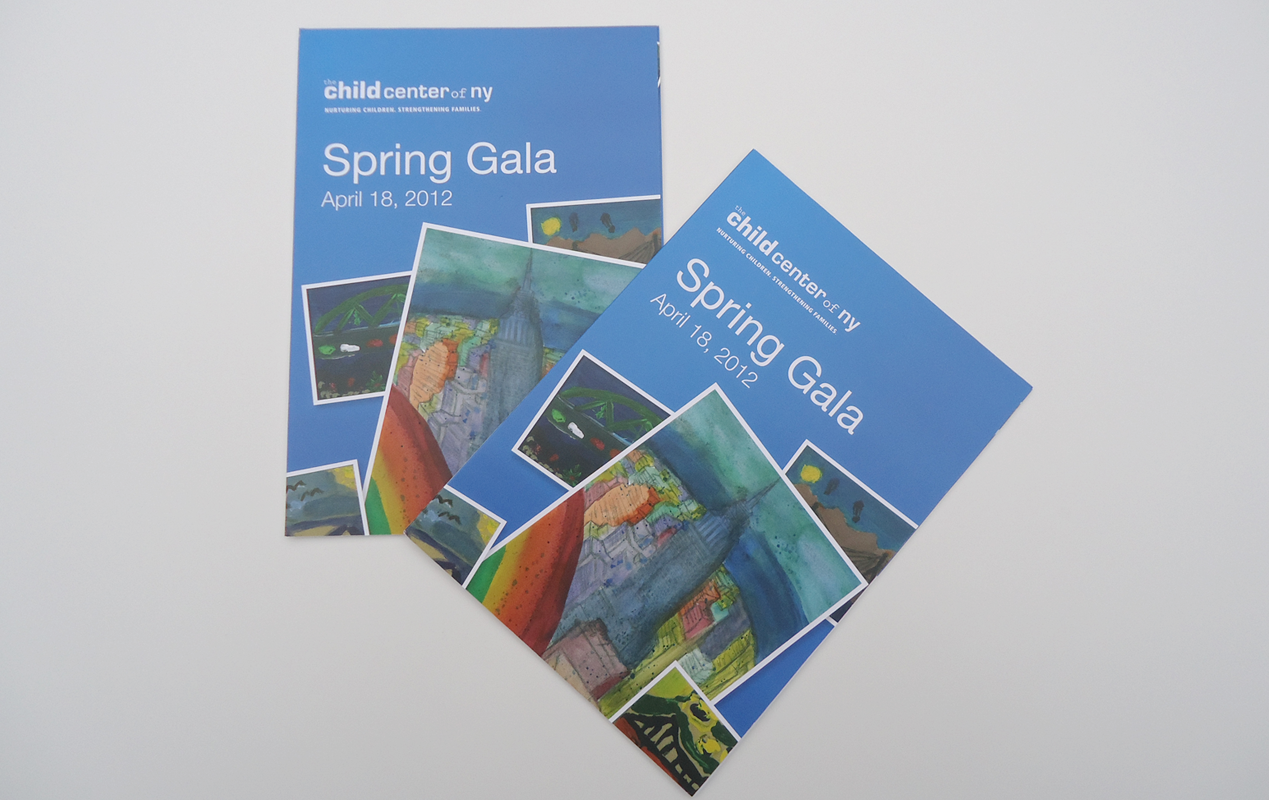 the
child center of ny
NURTURING CHILDREN. STRENGTHENING FAMILIES.
Spring Gala
April 18, 2012
the
child center of ny
NURTURING CHILDREN. STRENGTHENING FAMILIES.
Spring Gala
April 18, 2012